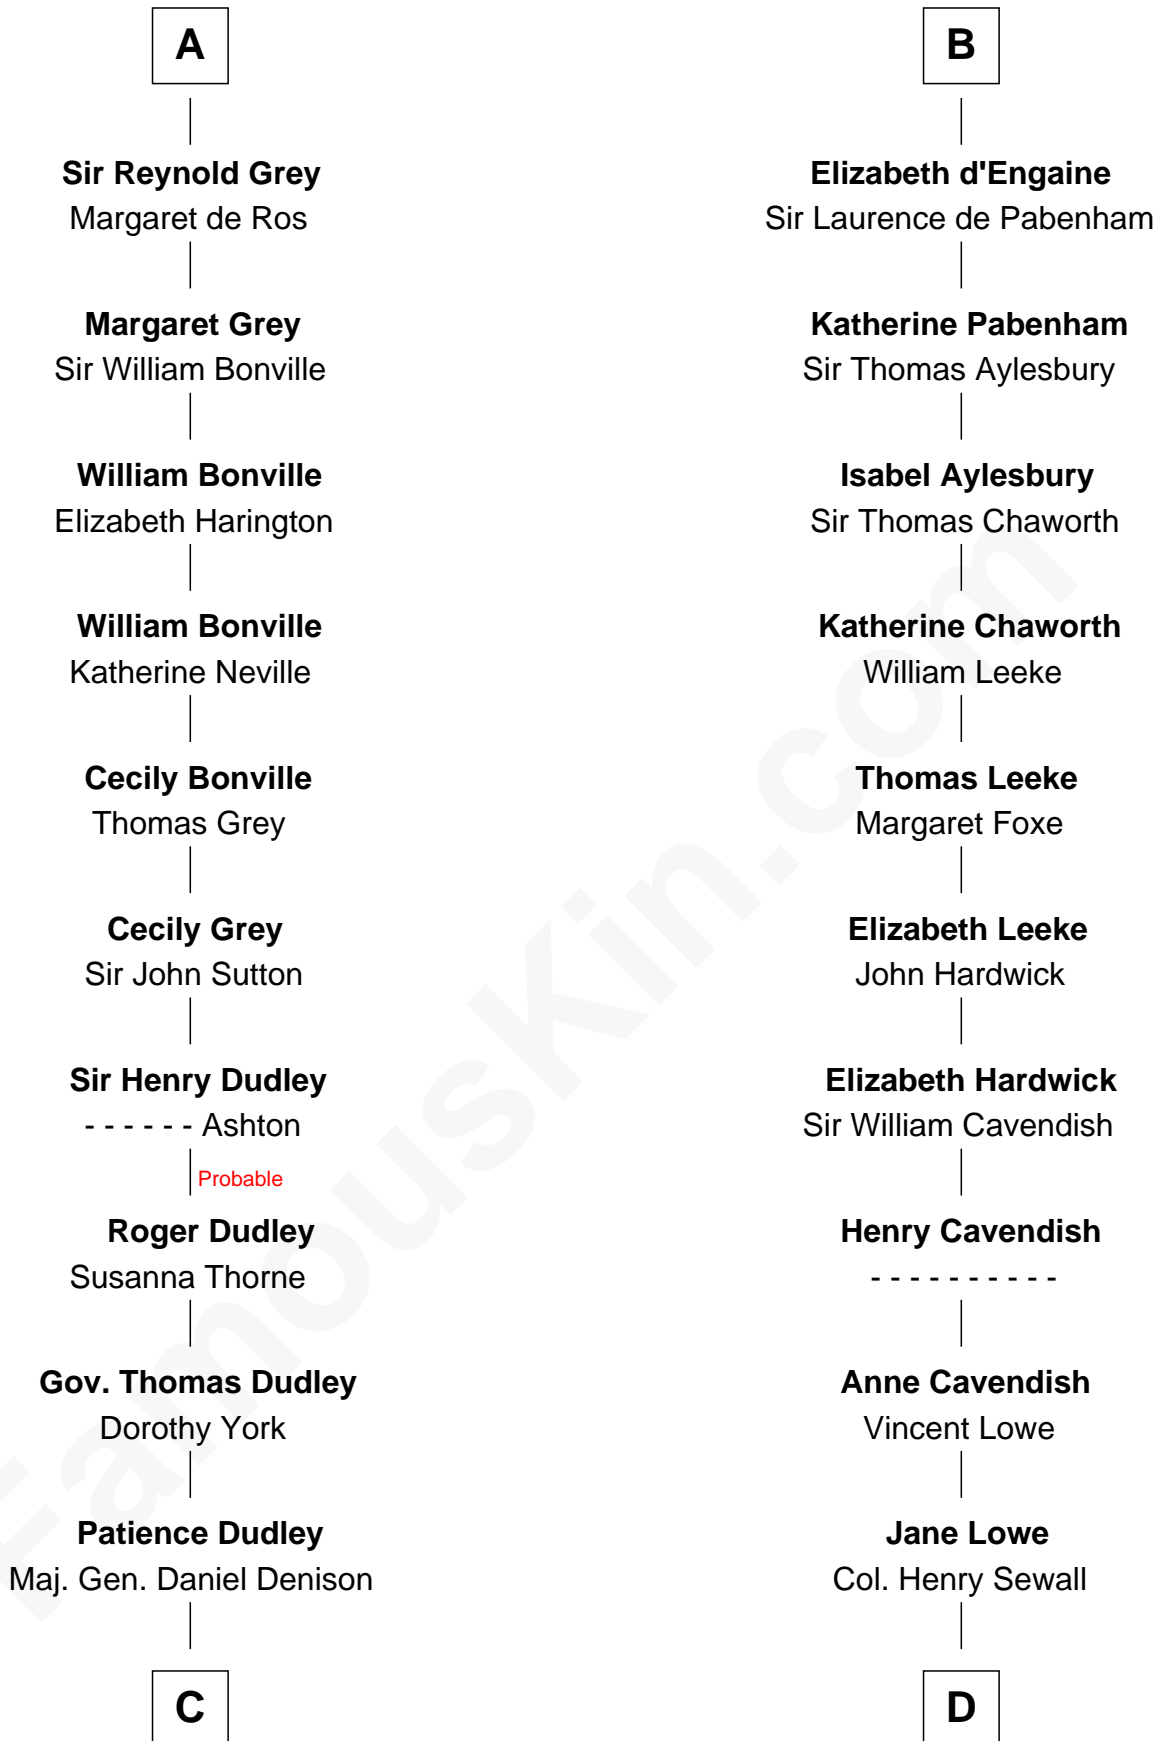 A
Sir Reynold Grey
Margaret de Ros
Margaret Grey
Sir William Bonville
William Bonville
Elizabeth Harington
William Bonville
Katherine Neville
Cecily Bonville
Thomas Grey
Cecily Grey
Sir John Sutton
Sir Henry Dudley
- - - - - - Ashton
Probable
Roger Dudley
Susanna Thorne
Gov. Thomas Dudley
Dorothy York
Patience Dudley
Maj. Gen. Daniel Denison
C
B
Elizabeth d'Engaine
Sir Laurence de Pabenham
Katherine Pabenham
Sir Thomas Aylesbury
Isabel Aylesbury
Sir Thomas Chaworth
Katherine Chaworth
William Leeke
Thomas Leeke
Margaret Foxe
Elizabeth Leeke
John Hardwick
Elizabeth Hardwick
Sir William Cavendish
Henry Cavendish
- - - - - - - - - -
Anne Cavendish
Vincent Lowe
Jane Lowe
Col. Henry Sewall
D
FamousKin.com